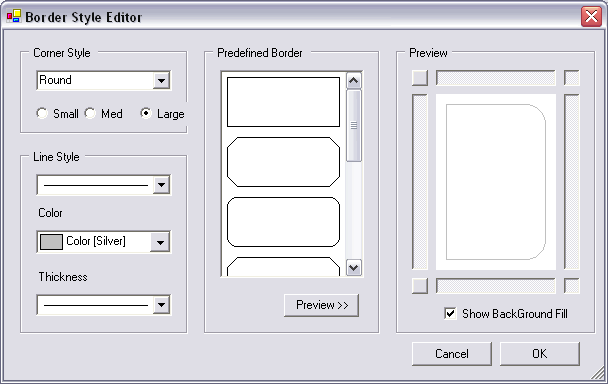 Border Style Editor
Corner Style
Round
Small
Med
Large
Line Style
Color
Color [Silver]
Thickness
Predefined Border
Preview >>
Preview
Show BackGround Fill
Cancel
OK